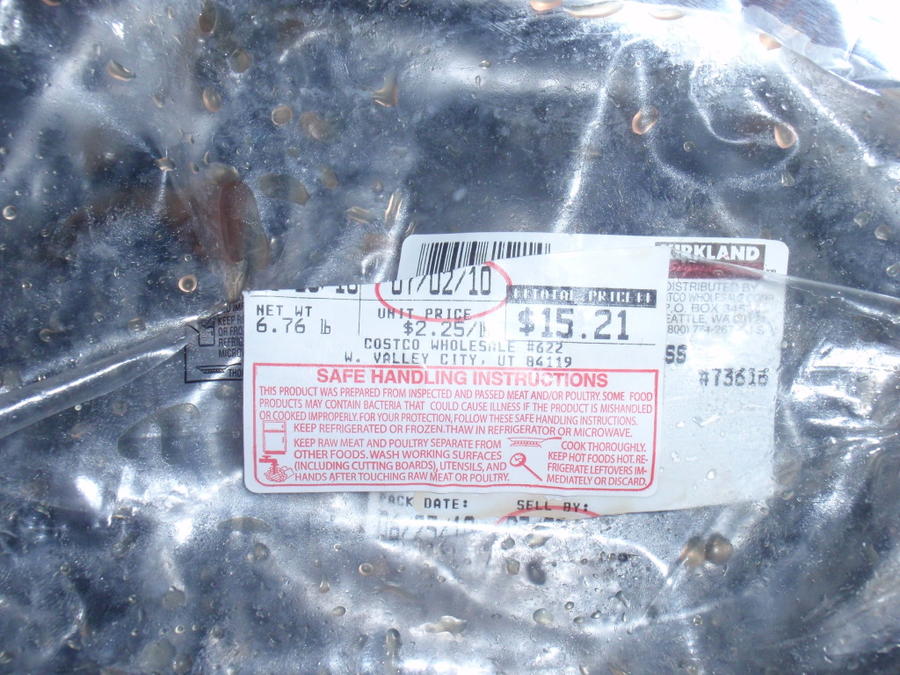 KIRKLAND
07/02/10
TOTAL PRICE
DISTRIBUTED BY
WHOLESALE
P.O. BOX
NET WT
UNIT PRICE
6.76 lb
$2.25/
$15.21
COSTCO WHOLESALE #622
W. VALLEY CITY, UT 84119
SS
SAFE HANDLING INSTRUCTIONS
THIS PRODUCT WAS PREPARED FROM INSPECTED AND PASSED MEAT AND/OR POULTRY. SOME FOOD
PRODUCTS MAY CONTAIN BACTERIA THAT COULD CAUSE ILLNESS IF THE PRODUCT IS MISHANDLED
OR COOKED IMPROPERLY. FOR YOUR PROTECTION, FOLLOW THESE SAFE HANDLING INSTRUCTIONS.
KEEP REFRIGERATED OR FROZEN. THAW IN REFRIGERATOR OR MICROWAVE.
KEEP RAW MEAT AND POULTRY SEPARATE FROM
OTHER FOODS. WASH WORKING SURFACES
(INCLUDING CUTTING BOARDS), UTENSILS, AND
HANDS AFTER TOUCHING RAW MEAT OR POULTRY.
COOK THOROUGHLY.
KEEP HOT FOODS HOT. RE-
FRIGERATE LEFTOVERS IM-
MEDIATELY OR DISCARD.
PACK DATE:
SELL BY: